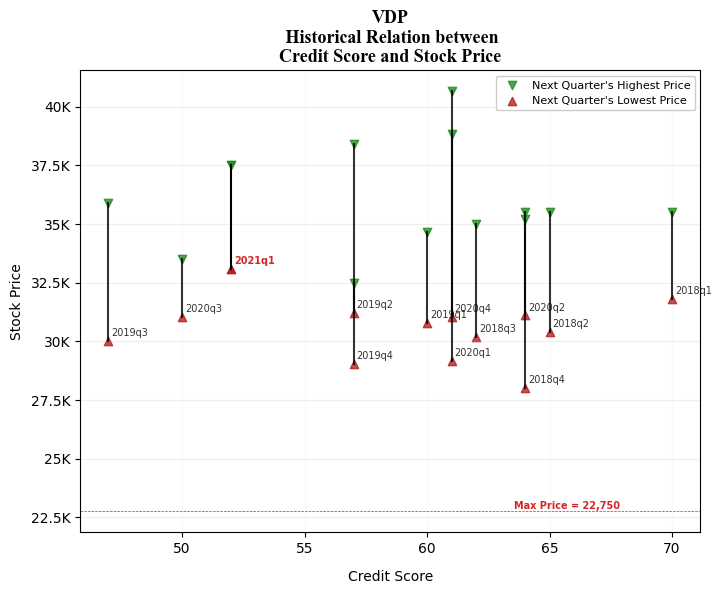 VDP
Historical Relation between
Credit Score and Stock Price
Next Quarter's Highest Price
Next Quarter's Lowest Price
40K
37.5K
35K
32.5K
30K
27.5K
25K
22.5K
Stock Price
2021q1
2018q1
2020q3
2019q2
2020q4
2020q2
2019q1
2018q2
2019q3
2018q3
2019q4
2020q1
2018q4
Max Price = 22,750
50
55
60
65
70
Credit Score